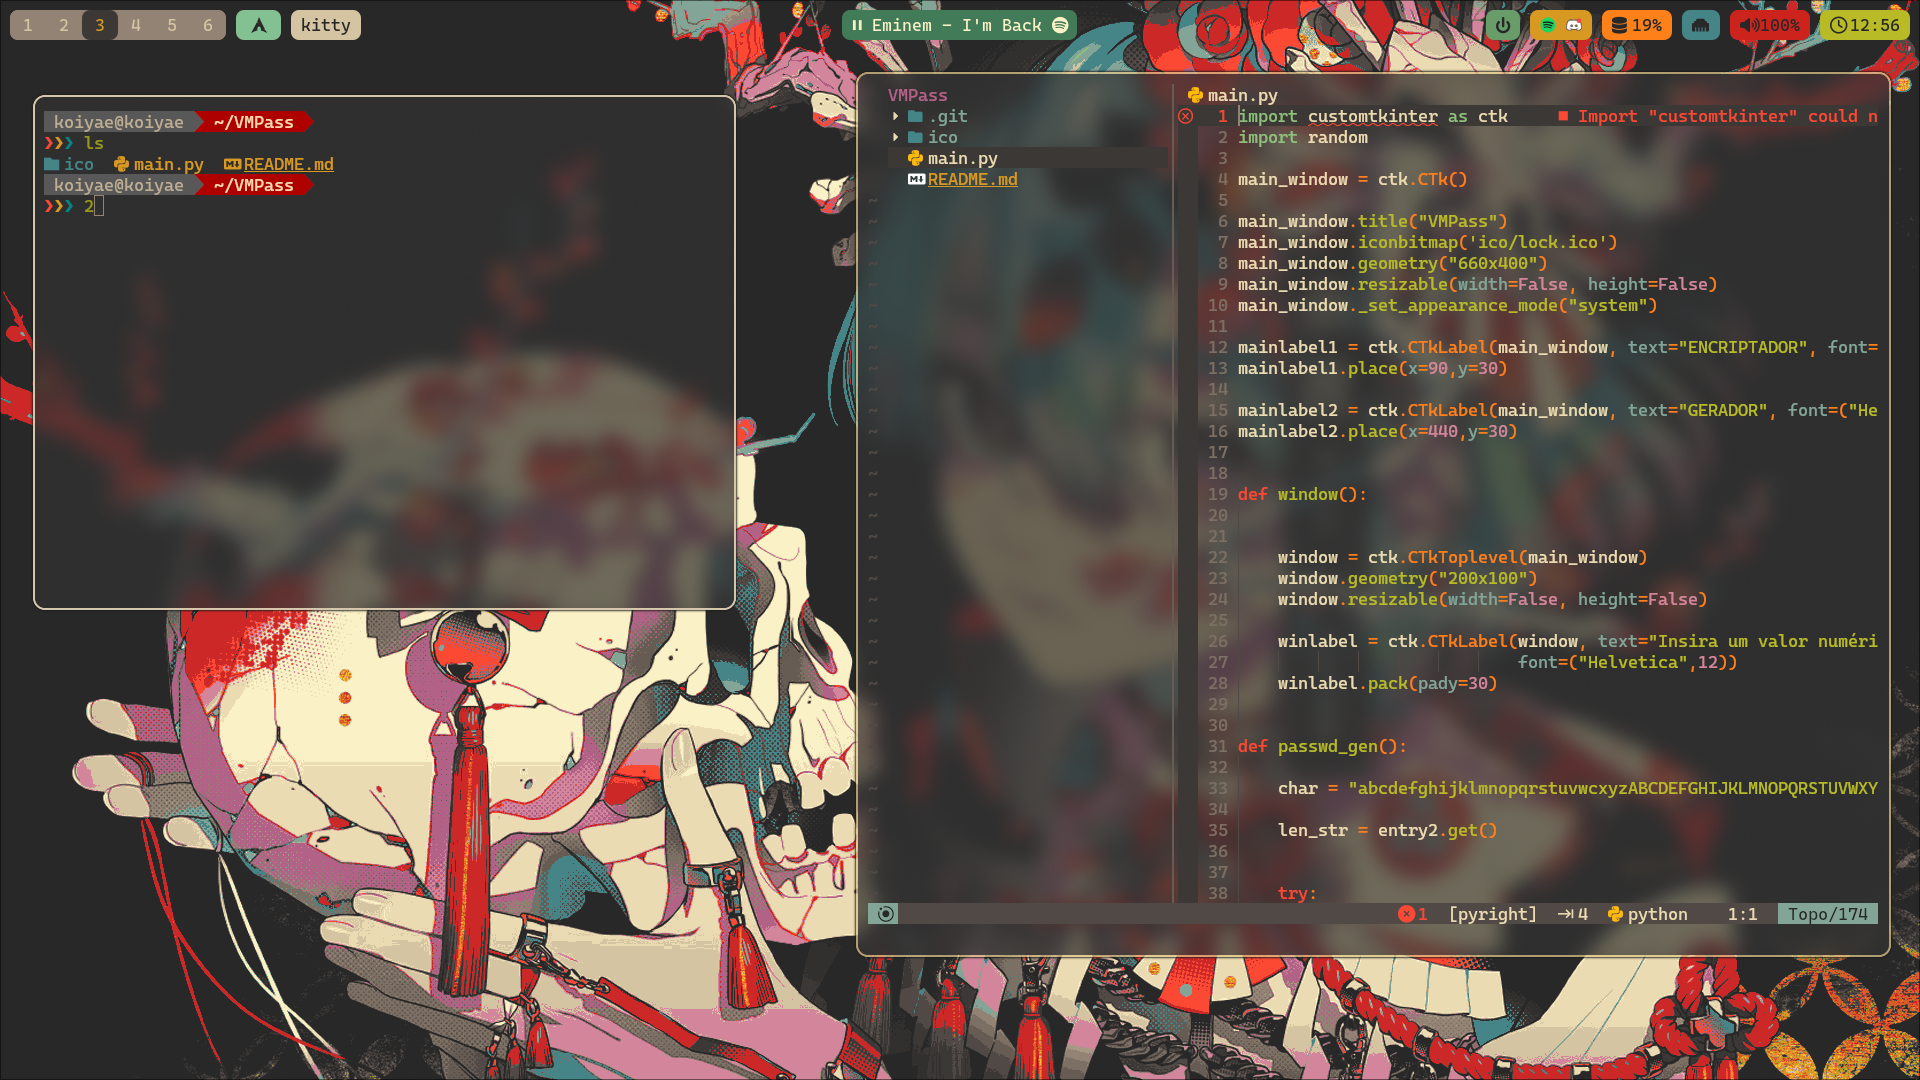 1 2 3 4 5 6 kitty
Eminem - I'm Back
19% 100% 12:56
koiyae@koiyae ~/VMPass
❯❯❯ ls
ico main.py README.md
koiyae@koiyae ~/VMPass
❯❯❯ 2
VMPass
.git
ico
main.py
README.md
main.py
1 import customtkinter as ctk ■ Import "customtkinter" could n
2 import random
3
4 main_window = ctk.CTk()
5
6 main_window.title("VMPass")
7 main_window.iconbitmap('ico/lock.ico')
8 main_window.geometry("660x400")
9 main_window.resizable(width=False, height=False)
10 main_window._set_appearance_mode("system")
11
12 mainlabel1 = ctk.CTkLabel(main_window, text="ENCRIPTADOR", font=
13 mainlabel1.place(x=90,y=30)
14
15 mainlabel2 = ctk.CTkLabel(main_window, text="GERADOR", font=("He
16 mainlabel2.place(x=440,y=30)
17
18
19 def window():
20
21
22 window = ctk.CTkToplevel(main_window)
23 window.geometry("200x100")
24 window.resizable(width=False, height=False)
25
26 winlabel = ctk.CTkLabel(window, text="Insira um valor numéri
27 font=("Helvetica",12))
28 winlabel.pack(pady=30)
29
30
31 def passwd_gen():
32
33 char = "abcdefghijklmnopqrstuvwcxyzABCDEFGHIJKLMNOPQRSTUVWXY
34
35 len_str = entry2.get()
36
37
38 try:
1 [pyright] 4 python 1:1 Topo/174